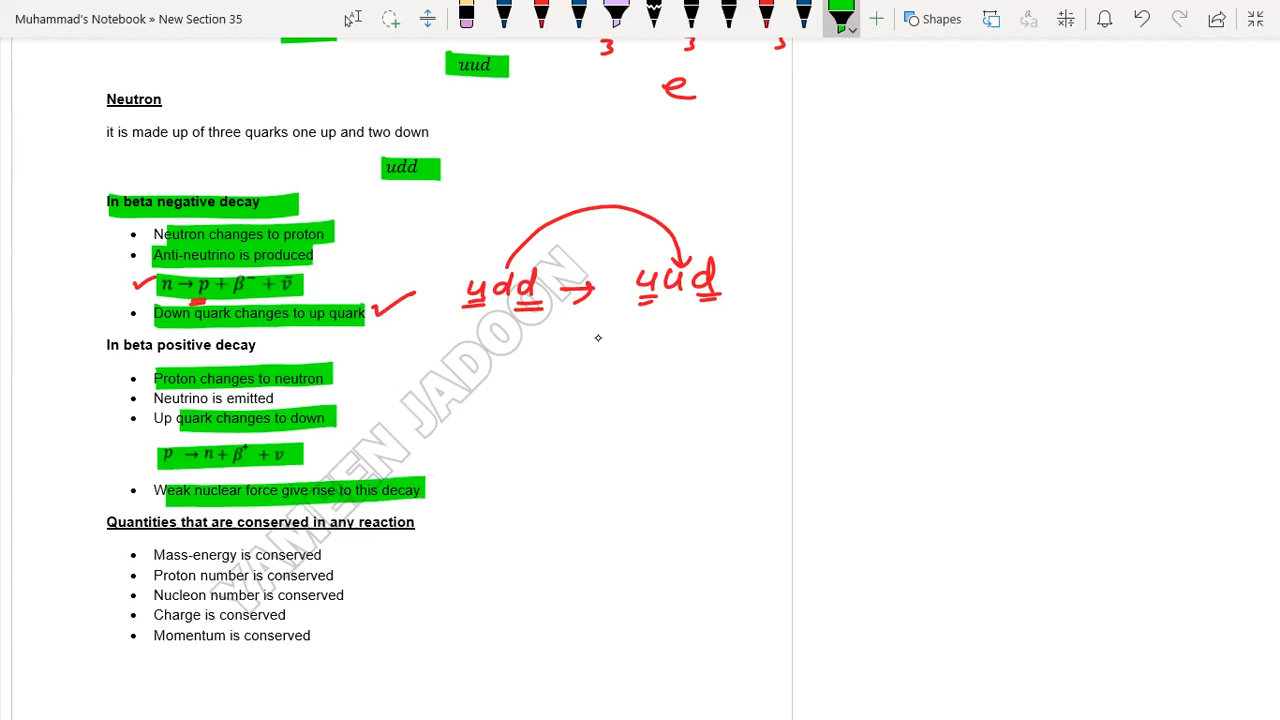 Muhammad's Notebook » New Section 35
Shapes
3 3 3
uud
e
Neutron
it is made up of three quarks one up and two down
udd
In beta negative decay
• Neutron changes to proton
• Anti-neutrino is produced
n → p + β⁻ + v̄
• Down quark changes to up quark
udd → uud
In beta positive decay
• Proton changes to neutron
• Neutrino is emitted
• Up quark changes to down
p → n + β⁺ + v
• Weak nuclear force give rise to this decay
Quantities that are conserved in any reaction
• Mass-energy is conserved
• Proton number is conserved
• Nucleon number is conserved
• Charge is conserved
• Momentum is conserved
YAMEEN JADOON